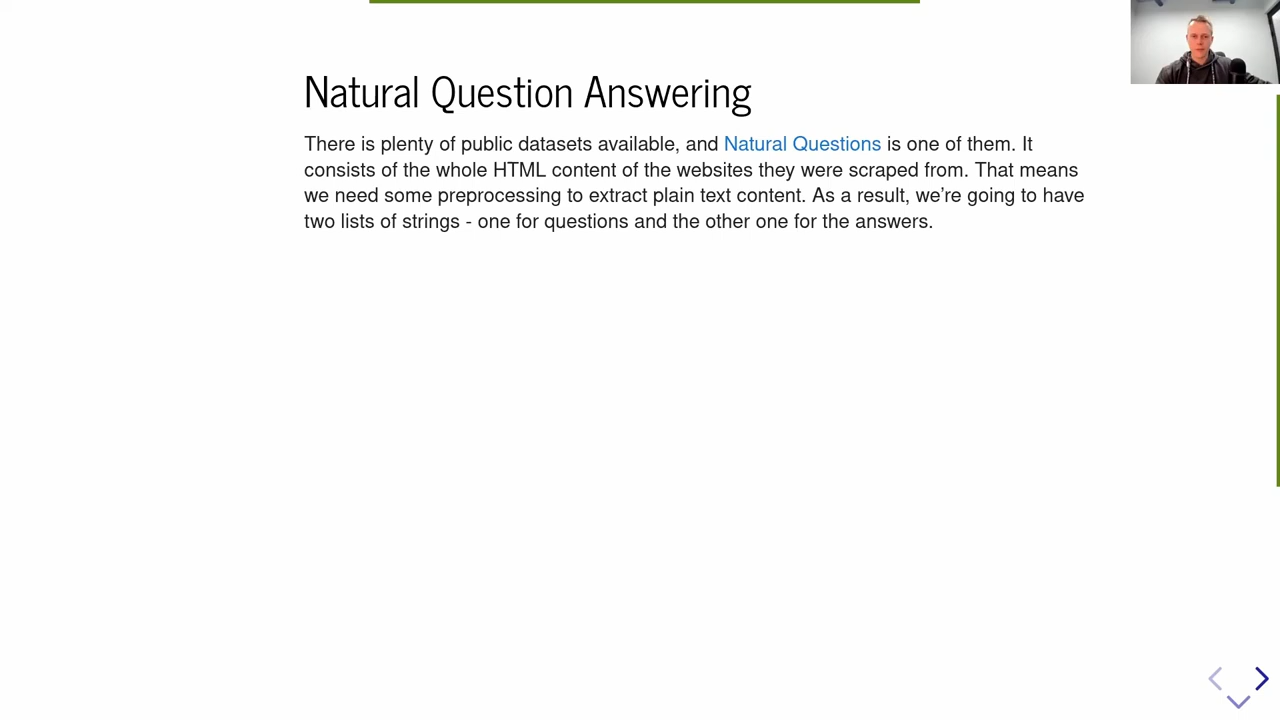 Natural Question Answering
There is plenty of public datasets available, and Natural Questions is one of them. It
consists of the whole HTML content of the websites they were scraped from. That means
we need some preprocessing to extract plain text content. As a result, we’re going to have
two lists of strings - one for questions and the other one for the answers.